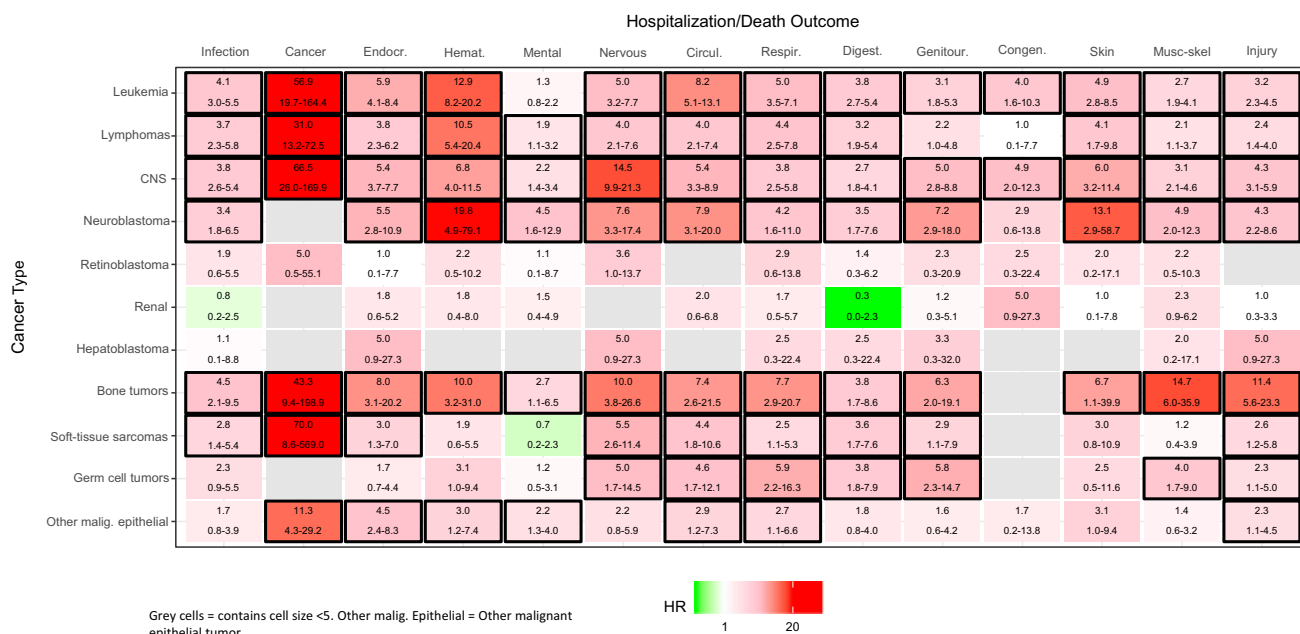 Hospitalization/Death Outcome
Infection Cancer Endocr. Hemat. Mental Nervous Circul. Respir. Digest. Genitour. Congen. Skin Musc-skel Injury
Cancer Type
Leukemia
4.1 56.9 5.9 12.9 1.3 5.0 8.2 5.0 3.8 3.1 4.0 4.9 2.7 3.2
3.0-5.5 19.7-164.4 4.1-8.4 8.2-20.2 0.8-2.2 3.2-7.7 5.1-13.1 3.5-7.1 2.7-5.4 1.8-5.3 1.6-10.3 2.8-8.5 1.9-4.1 2.3-4.5
Lymphomas
3.7 31.0 3.8 10.5 1.9 4.0 4.0 4.4 3.2 2.2 1.0 4.1 2.1 2.4
2.3-5.8 13.2-72.5 2.3-6.2 5.4-20.4 1.1-3.2 2.1-7.6 2.1-7.4 2.5-7.8 1.9-5.4 1.0-4.8 0.1-7.7 1.7-9.8 1.1-3.7 1.4-4.0
CNS
3.8 66.5 5.4 6.8 2.2 14.5 5.4 3.8 2.7 5.0 4.9 6.0 3.1 4.3
2.6-5.4 26.0-169.9 3.7-7.7 4.0-11.5 1.4-3.4 9.9-21.3 3.3-8.9 2.5-5.8 1.8-4.1 2.8-8.8 2.0-12.3 3.2-11.4 2.1-4.6 3.1-5.9
Neuroblastoma
3.4 5.5 19.8 4.5 7.6 7.9 4.2 3.5 7.2 2.9 13.1 4.9 4.3
1.8-6.5 2.8-10.9 4.9-79.1 1.6-12.9 3.3-17.4 3.1-20.0 1.6-11.0 1.7-7.6 2.9-18.0 0.6-13.8 2.9-58.7 2.0-12.3 2.2-8.6
Retinoblastoma
1.9 5.0 1.0 2.2 1.1 3.6 2.9 1.4 2.3 2.5 2.0 2.2
0.6-5.5 0.5-55.1 0.1-7.7 0.5-10.2 0.1-8.7 1.0-13.7 0.6-13.8 0.3-6.2 0.3-20.9 0.3-22.4 0.2-17.1 0.5-10.3
Renal
0.8 1.8 1.8 1.5 2.0 1.7 0.3 1.2 5.0 1.0 2.3 1.0
0.2-2.5 0.6-5.2 0.4-8.0 0.4-4.9 0.6-6.8 0.5-5.7 0.0-2.3 0.3-5.1 0.9-27.3 0.1-7.8 0.9-6.2 0.3-3.3
Hepatoblastoma
1.1 5.0 5.0 2.5 2.5 3.3 2.0 5.0
0.1-8.8 0.9-27.3 0.9-27.3 0.3-22.4 0.3-22.4 0.3-32.0 0.2-17.1 0.9-27.3
Bone tumors
4.5 43.3 8.0 10.0 2.7 10.0 7.4 7.7 3.8 6.3 6.7 14.7 11.4
2.1-9.5 9.4-198.9 3.1-20.2 3.2-31.0 1.1-6.5 3.8-26.6 2.6-21.5 2.9-20.7 1.7-8.6 2.0-19.1 1.1-39.9 6.0-35.9 5.6-23.3
Soft-tissue sarcomas
2.8 70.0 3.0 1.9 0.7 5.5 4.4 2.5 3.6 2.9 3.0 1.2 2.6
1.4-5.4 8.6-569.0 1.3-7.0 0.6-5.5 0.2-2.3 2.6-11.4 1.8-10.6 1.1-5.3 1.7-7.6 1.1-7.9 0.8-10.9 0.4-3.9 1.2-5.8
Germ cell tumors
2.3 1.7 3.1 1.2 5.0 4.6 5.9 3.8 5.8 2.5 4.0 2.3
0.9-5.5 0.7-4.4 1.0-9.4 0.5-3.1 1.7-14.5 1.7-12.1 2.2-16.3 1.8-7.9 2.3-14.7 0.5-11.6 1.7-9.0 1.1-5.0
Other malig. epithelial
1.7 11.3 4.5 3.0 2.2 2.2 2.9 2.7 1.8 1.6 1.7 3.1 1.4 2.3
0.8-3.9 4.3-29.2 2.4-8.3 1.2-7.4 1.3-4.0 0.8-5.9 1.2-7.3 1.1-6.6 0.8-4.0 0.6-4.2 0.2-13.8 1.0-9.4 0.6-3.2 1.1-4.5
HR
1 20
Grey cells = contains cell size <5. Other malig. Epithelial = Other malignant
epithelial tumor